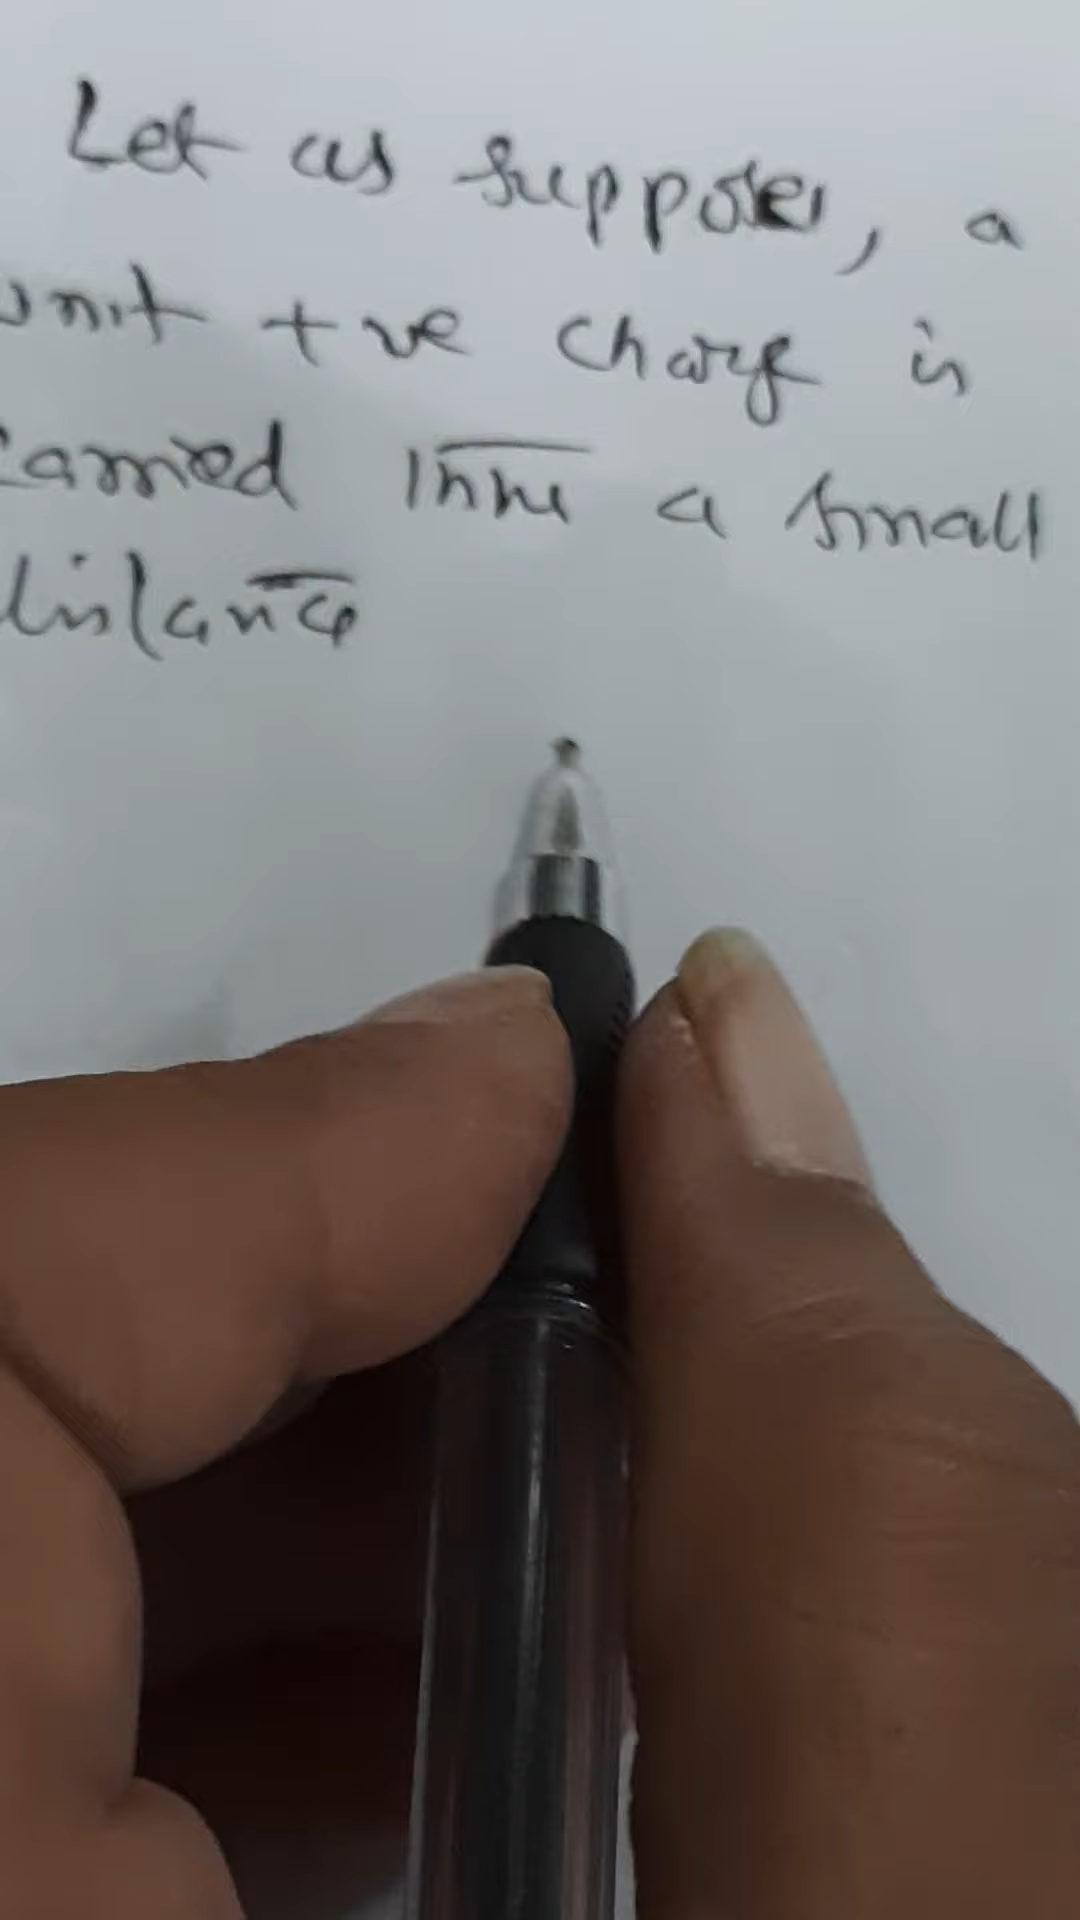 Let us suppose, a
unit +ve charge is
carried thru a small
distance